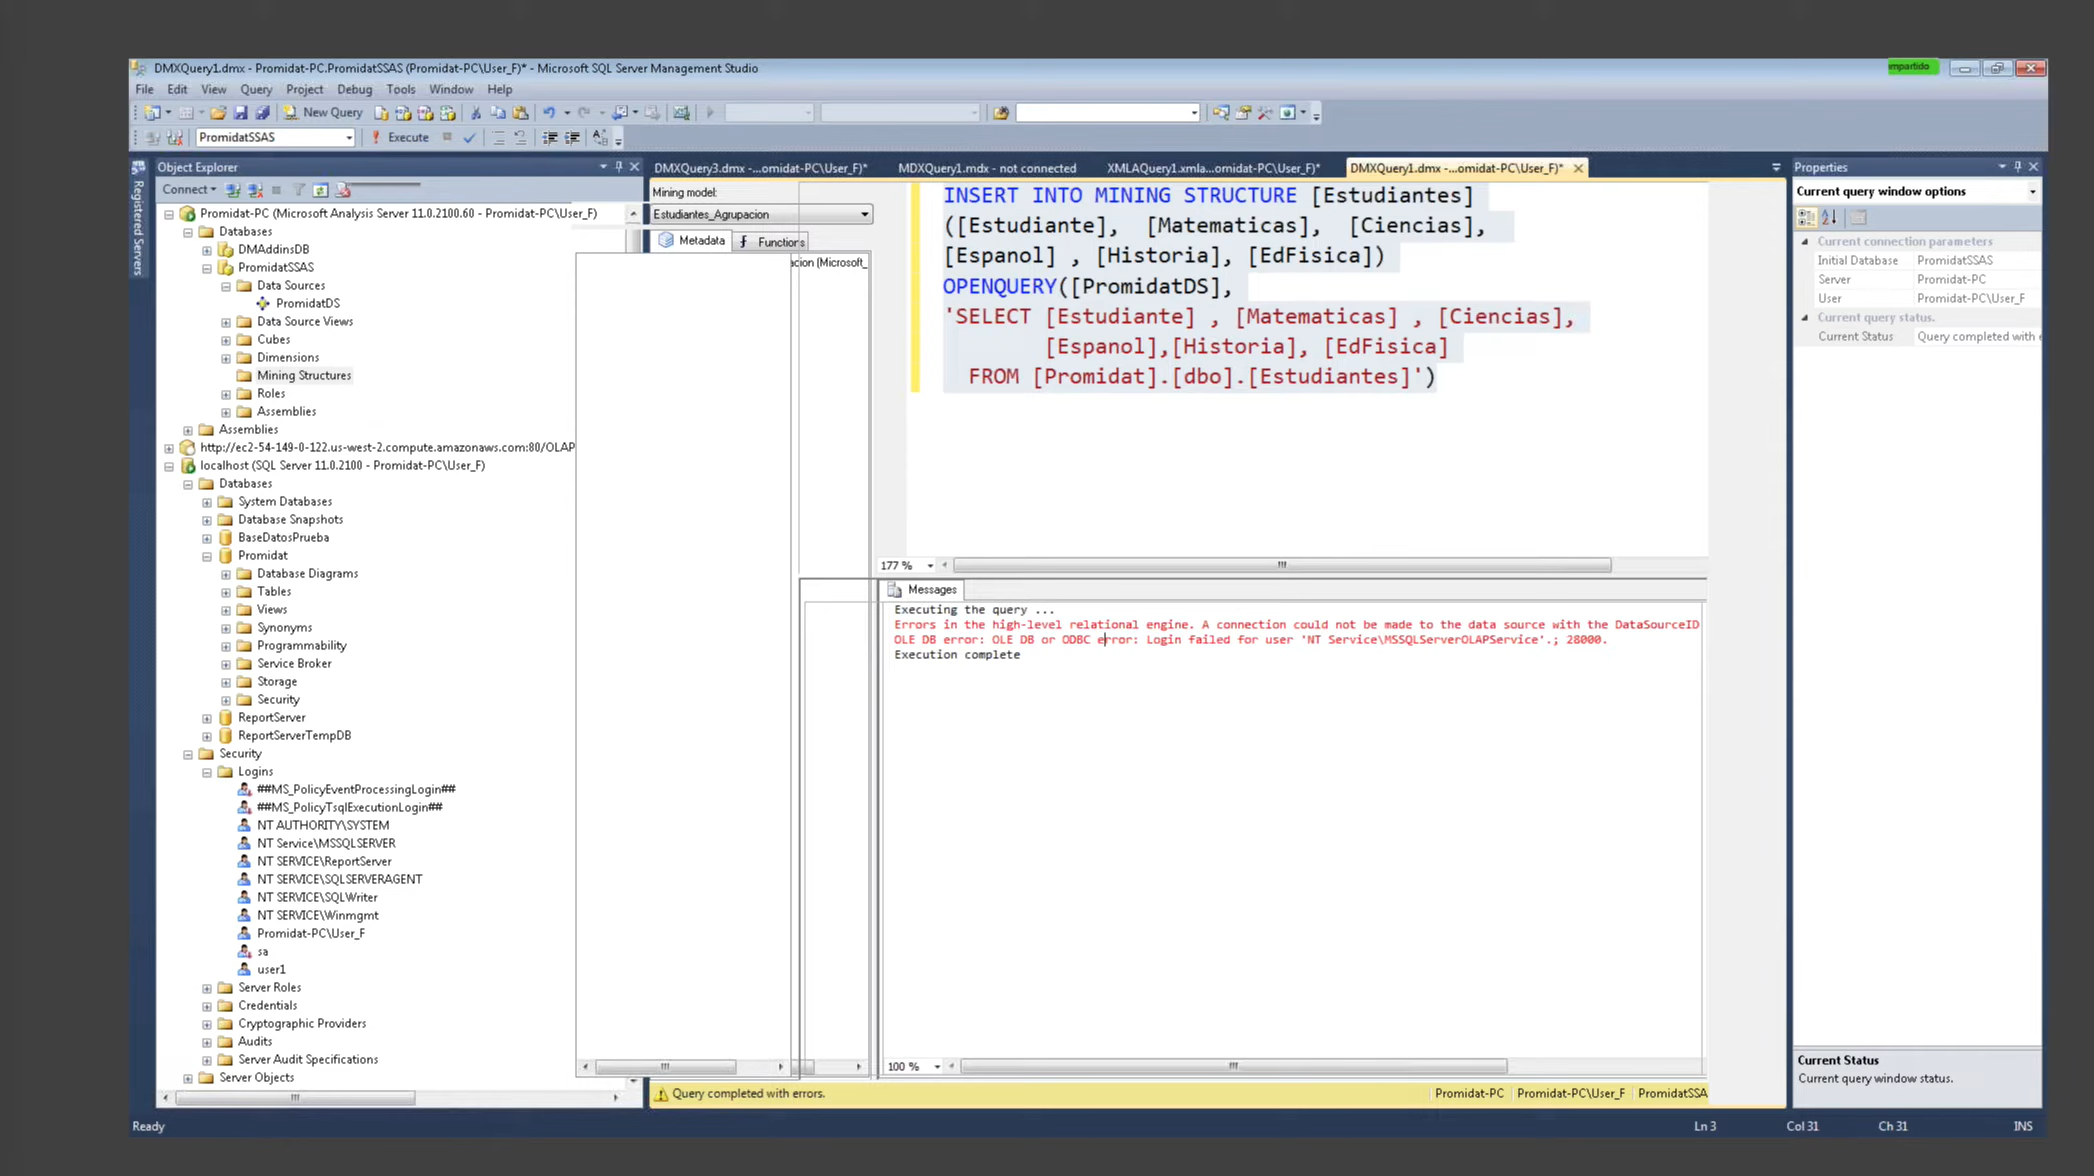 DMXQuery1.dmx - Promidat-PC.PromidatSSAS (Promidat-PC\User_F)* - Microsoft SQL Server Management Studio
mpartido
File Edit View Query Project Debug Tools Window Help
New Query
PromidatSSAS
Execute
Registered Servers
Object Explorer
Connect
Promidat-PC (Microsoft Analysis Server 11.0.2100.60 - Promidat-PC\User_F)
Databases
DMAddinsDB
PromidatSSAS
Data Sources
PromidatDS
Data Source Views
Cubes
Dimensions
Mining Structures
Roles
Assemblies
Assemblies
http://ec2-54-149-0-122.us-west-2.compute.amazonaws.com:80/OLAP
localhost (SQL Server 11.0.2100 - Promidat-PC\User_F)
Databases
System Databases
Database Snapshots
BaseDatosPrueba
Promidat
Database Diagrams
Tables
Views
Synonyms
Programmability
Service Broker
Storage
Security
ReportServer
ReportServerTempDB
Security
Logins
##MS_PolicyEventProcessingLogin##
##MS_PolicyTsqlExecutionLogin##
NT AUTHORITY\SYSTEM
NT Service\MSSQLSERVER
NT SERVICE\ReportServer
NT SERVICE\SQLSERVERAGENT
NT SERVICE\SQLWriter
NT SERVICE\Winmgmt
Promidat-PC\User_F
sa
user1
Server Roles
Credentials
Cryptographic Providers
Audits
Server Audit Specifications
Server Objects
DMXQuery3.dmx -...omidat-PC\User_F)* MDXQuery1.mdx - not connected XMLAQuery1.xmla...omidat-PC\User_F)* DMXQuery1.dmx -...omidat-PC\User_F)*
Mining model:
Estudiantes_Agrupacion
Metadata Functions
acion (Microsoft_
INSERT INTO MINING STRUCTURE [Estudiantes]
([Estudiante], [Matematicas], [Ciencias],
[Espanol] , [Historia], [EdFisica])
OPENQUERY([PromidatDS],
'SELECT [Estudiante] , [Matematicas] , [Ciencias],
[Espanol],[Historia], [EdFisica]
FROM [Promidat].[dbo].[Estudiantes]')
177 %
Messages
Executing the query ...
Errors in the high-level relational engine. A connection could not be made to the data source with the DataSourceID
OLE DB error: OLE DB or ODBC error: Login failed for user 'NT Service\MSSQLServerOLAPService'.; 28000.
Execution complete
100 %
Query completed with errors. Promidat-PC Promidat-PC\User_F PromidatSSA
Properties
Current query window options
Current connection parameters
Initial Database PromidatSSAS
Server Promidat-PC
User Promidat-PC\User_F
Current query status.
Current Status Query completed with e
Current Status
Current query window status.
Ready Ln 3 Col 31 Ch 31 INS